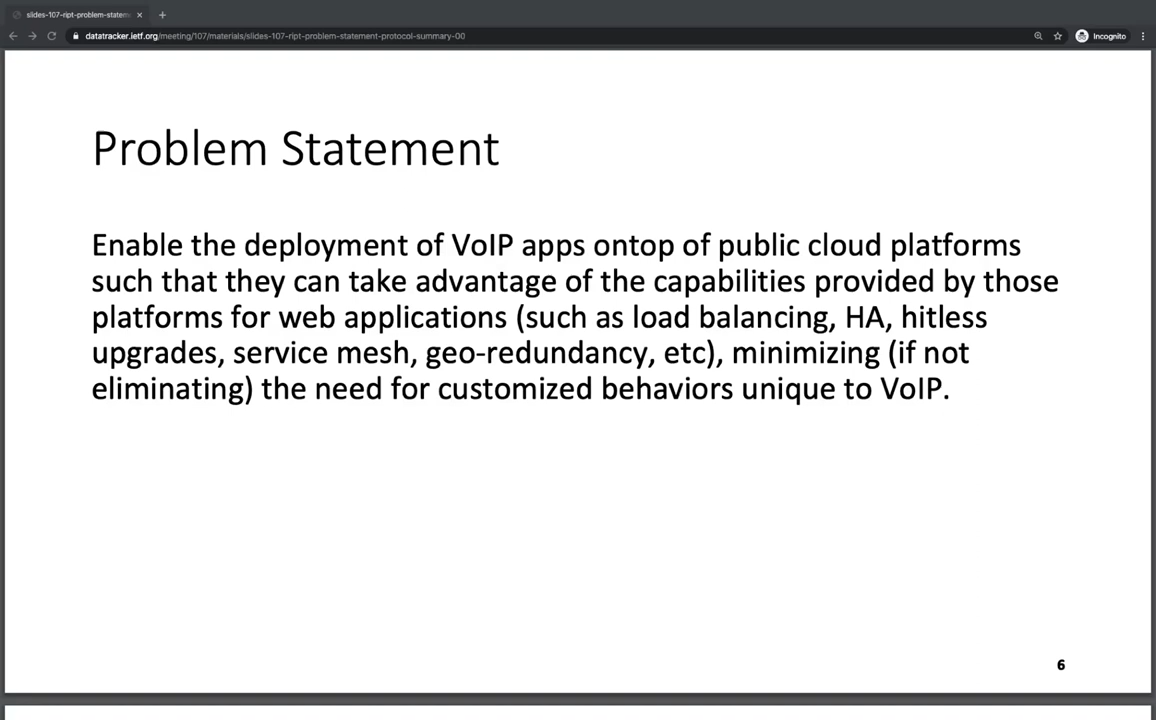 slides-107-ript-problem-statem
datatracker.ietf.org/meeting/107/materials/slides-107-ript-problem-statement-protocol-summary-00
Incognito
Problem Statement
Enable the deployment of VoIP apps ontop of public cloud platforms
such that they can take advantage of the capabilities provided by those
platforms for web applications (such as load balancing, HA, hitless
upgrades, service mesh, geo-redundancy, etc), minimizing (if not
eliminating) the need for customized behaviors unique to VoIP.
6